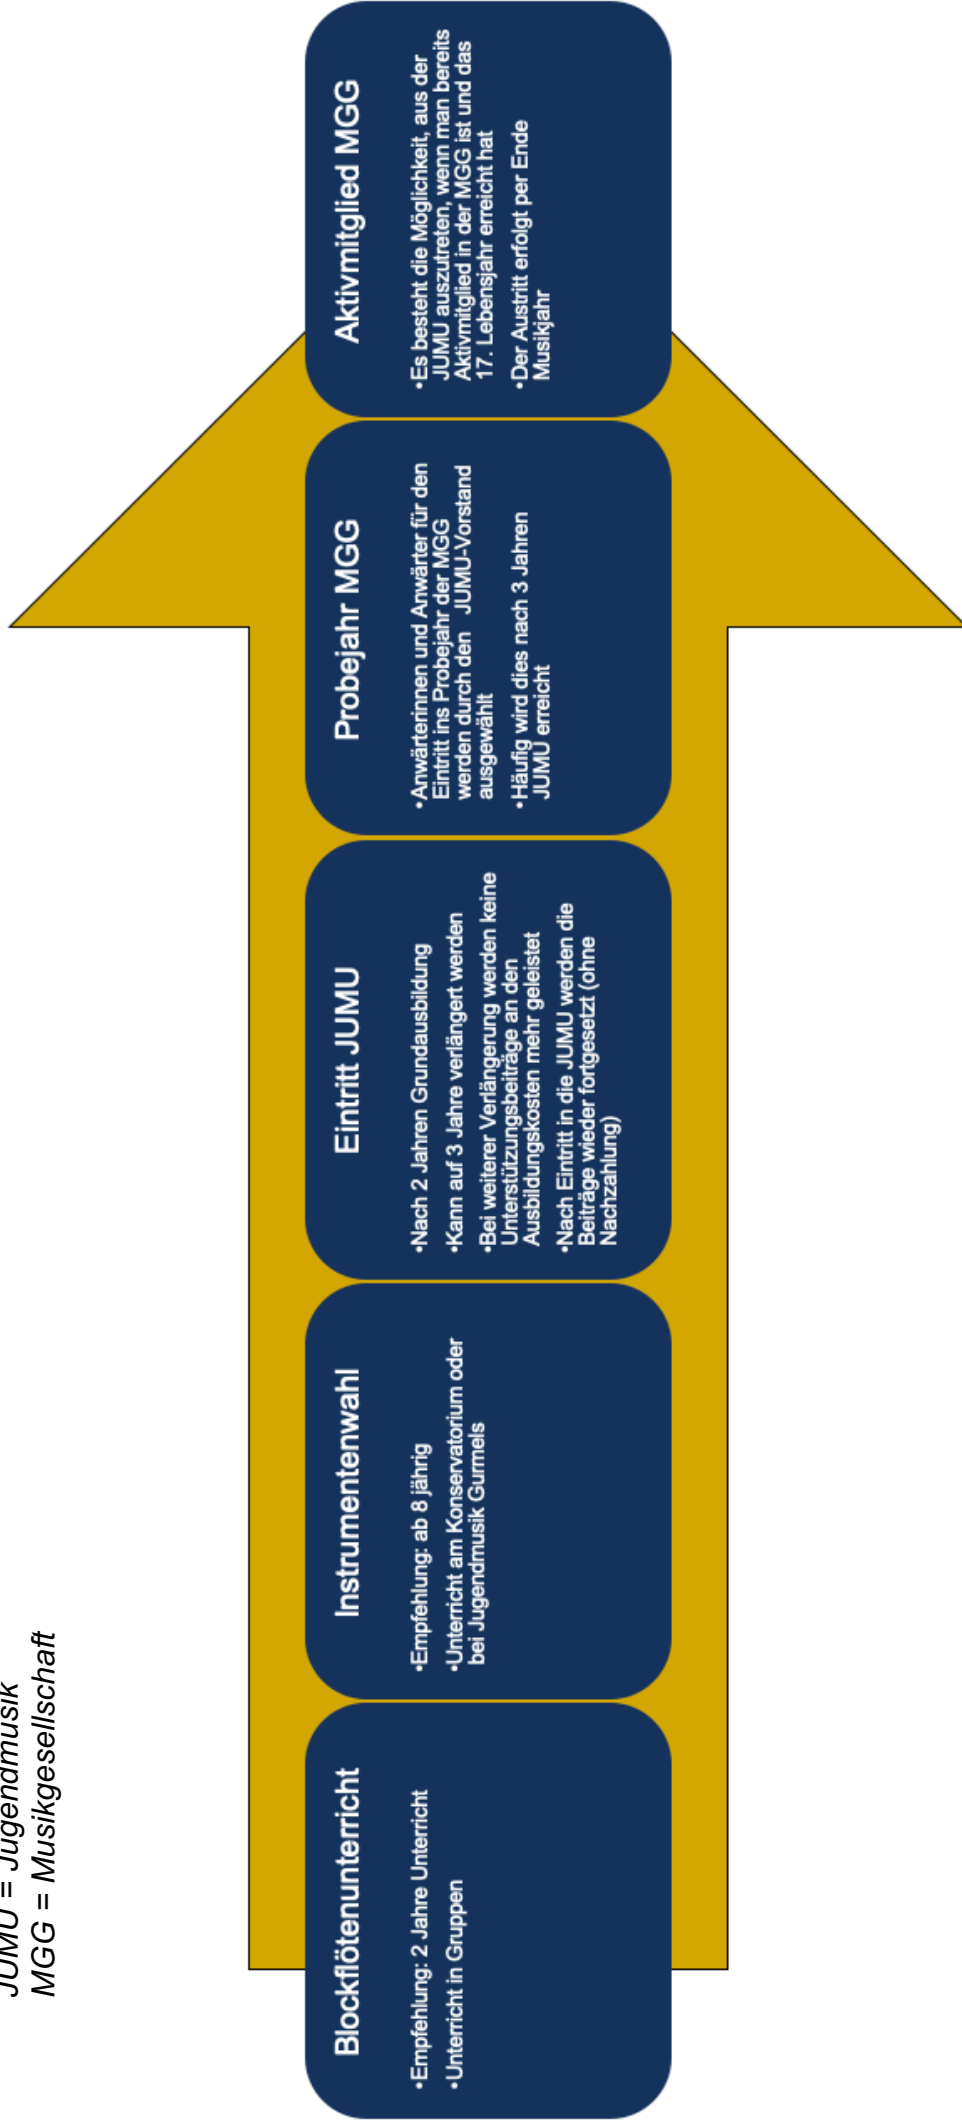 JUMU = Jugendmusik
MGG = Musikgesellschaft
Blockflötenunterricht
•Empfehlung: 2 Jahre Unterricht
•Unterricht in Gruppen
Instrumentenwahl
•Empfehlung: ab 8 jährig
•Unterricht am Konservatorium oder
bei Jugendmusik Gurmels
Eintritt JUMU
•Nach 2 Jahren Grundausbildung
•Kann auf 3 Jahre verlängert werden
•Bei weiterer Verlängerung werden keine
Unterstützungsbeiträge an den
Ausbildungskosten mehr geleistet
•Nach Eintritt in die JUMU werden die
Beiträge wieder fortgesetzt (ohne
Nachzahlung)
Probejahr MGG
•Anwärterinnen und Anwärter für den
Eintritt ins Probejahr der MGG
werden durch den JUMU-Vorstand
ausgewählt
•Häufig wird dies nach 3 Jahren
JUMU erreicht
Aktivmitglied MGG
•Es besteht die Möglichkeit, aus der
JUMU auszutreten, wenn man bereits
Aktivmitglied in der MGG ist und das
17. Lebensjahr erreicht hat
•Der Austritt erfolgt per Ende
Musikjahr